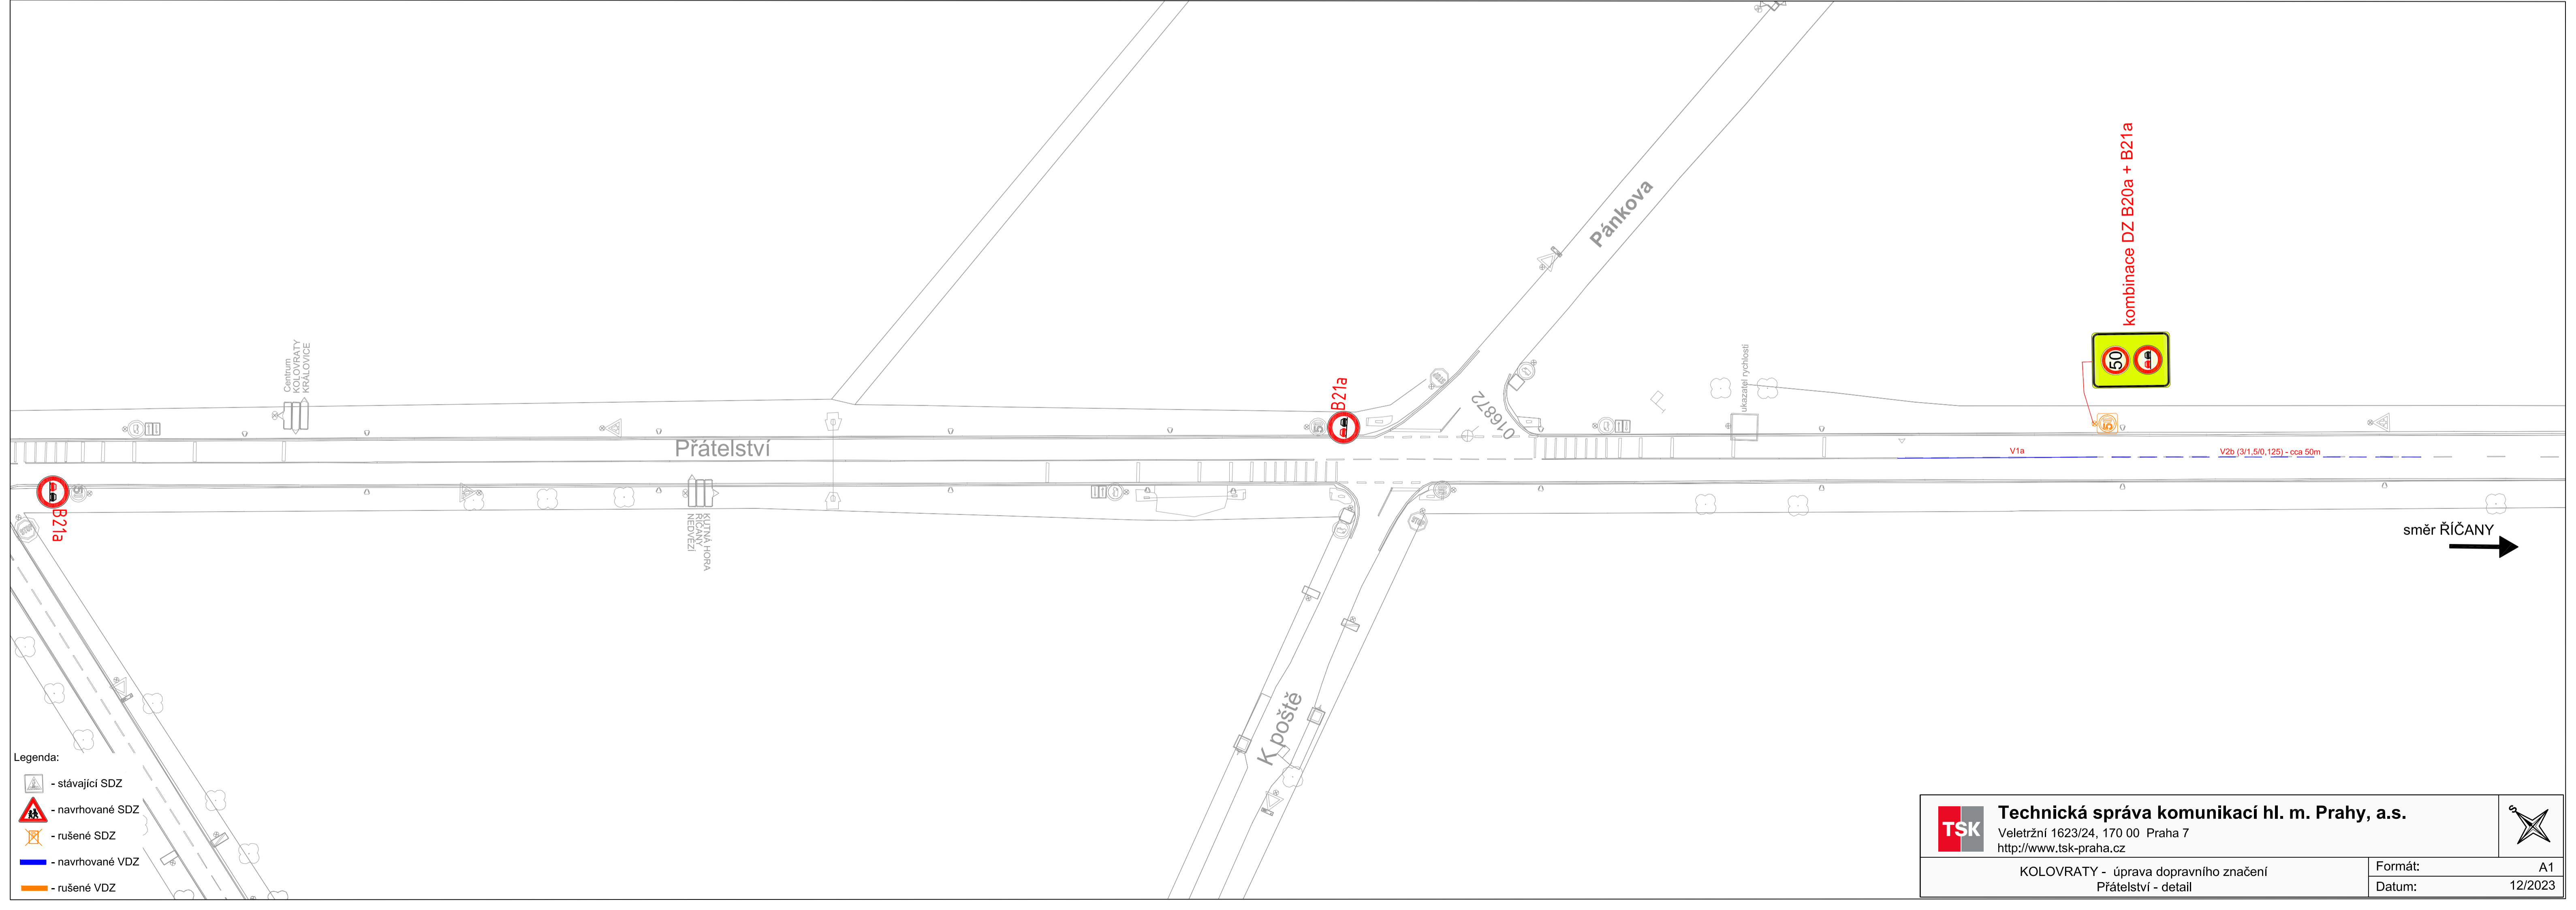 kombinace DZ B20a + B21a
50
Pánkova
Centrum
KOLOVRATY
KRÁLOVICE
B21a
016872
ukazatel rychlosti
Přátelství
V1a
V2b (3/1,5/0,125) - cca 50m
B21a
KUTNÁ HORA
ŘÍČANY
NEDVĚZÍ
STOP
směr ŘÍČANY
K poště
Legenda:
- stávající SDZ
- navrhované SDZ
- rušené SDZ
- navrhované VDZ
- rušené VDZ
TSK
Technická správa komunikací hl. m. Prahy, a.s.
Veletržní 1623/24, 170 00 Praha 7
http://www.tsk-praha.cz
S
KOLOVRATY - úprava dopravního značení
Přátelství - detail
Formát: A1
Datum: 12/2023